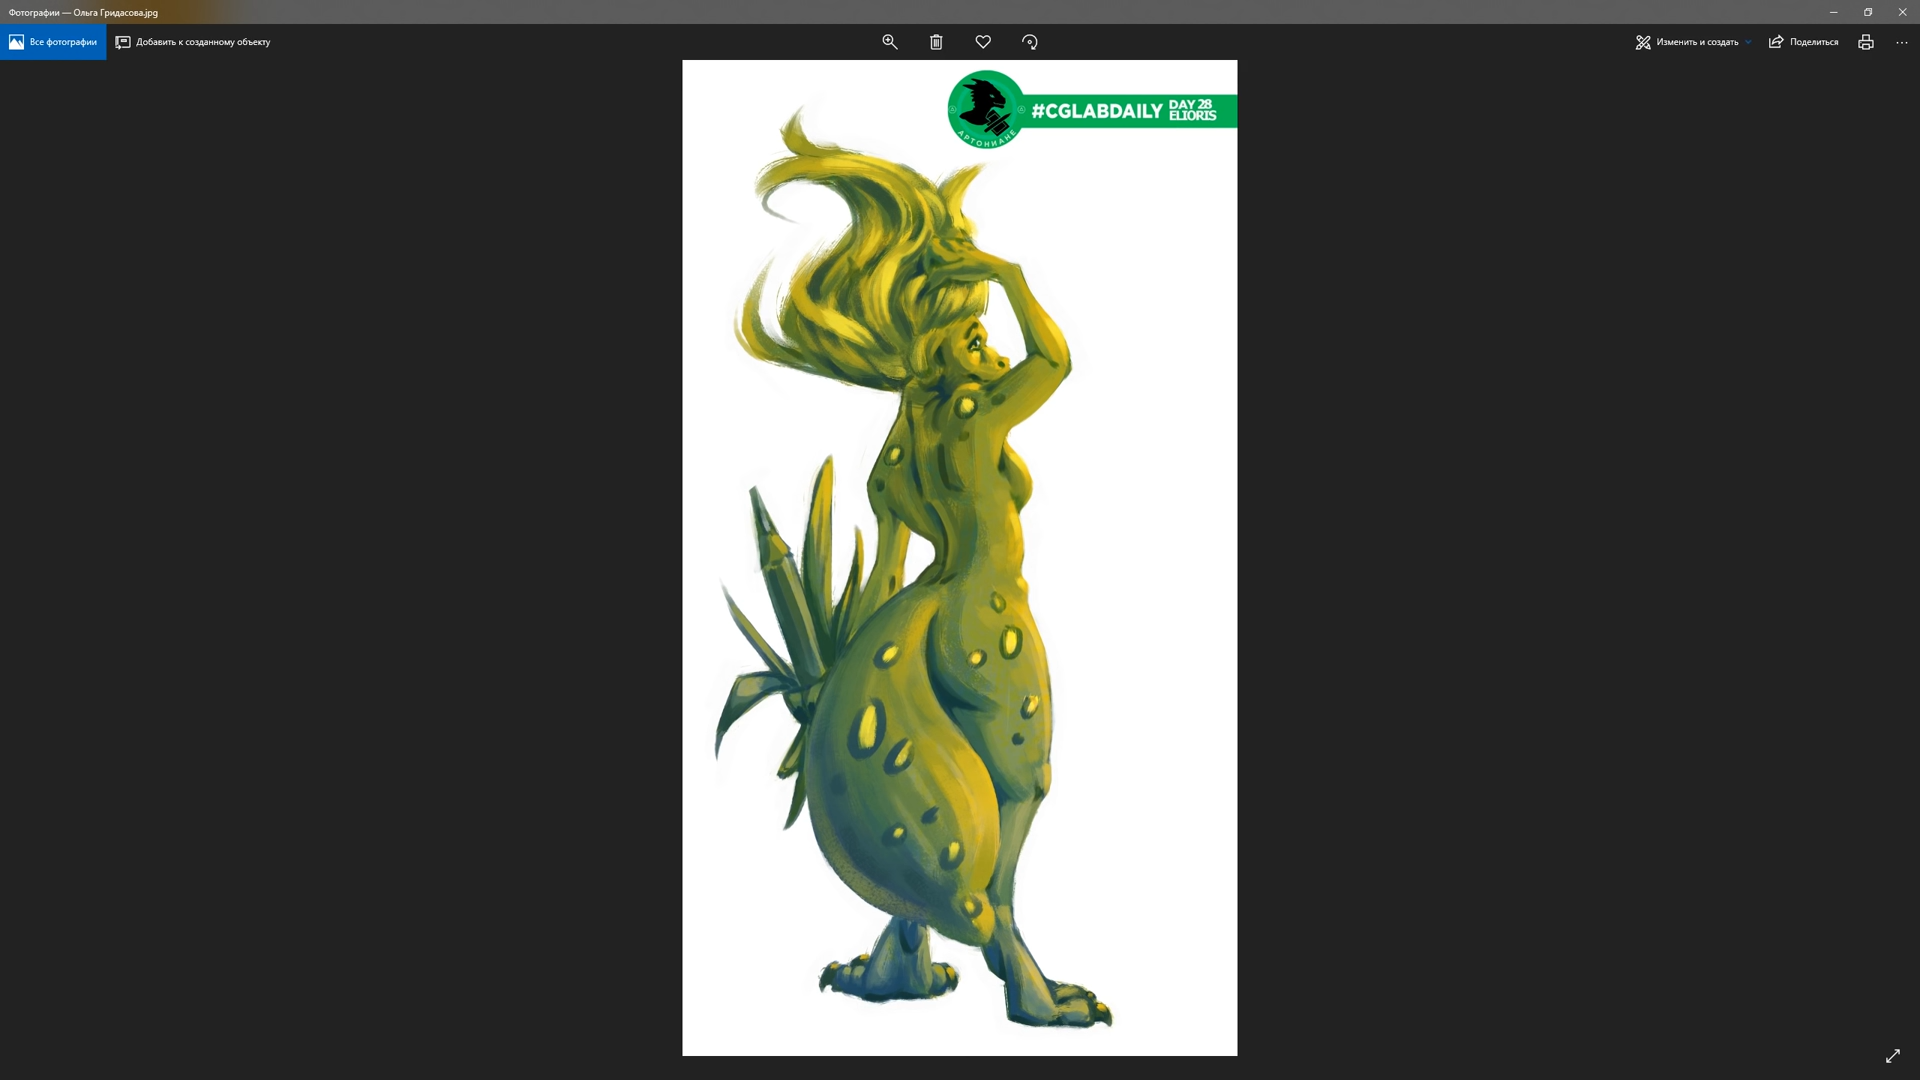 Фотографии — Ольга Гридасова.jpg
Все фотографии
Добавить к созданному объекту
Изменить и создать
Поделиться
#CGLABDAILY
DAY 28
ELIORIS
АРТОНИАНЕ